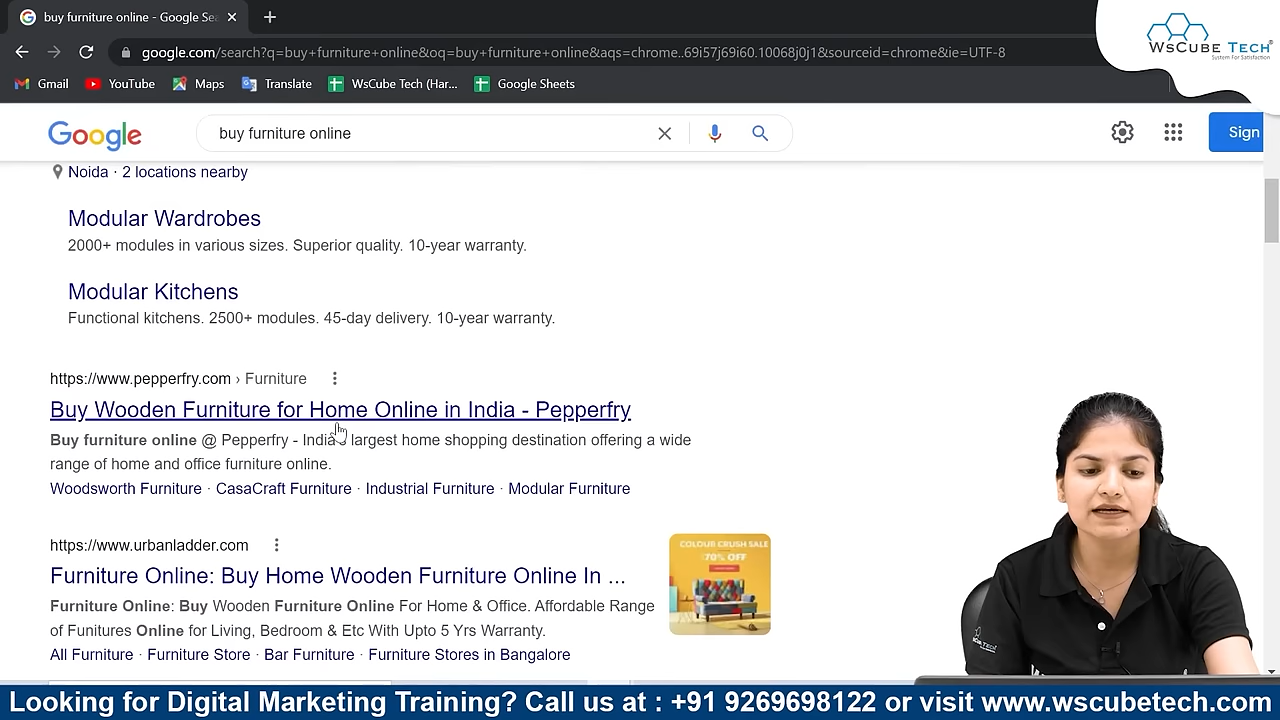 buy furniture online - Google Sea
google.com/search?q=buy+furniture+online&oq=buy+furniture+online&aqs=chrome..69i57j69i60.10068j0j1&sourceid=chrome&ie=UTF-8
WsCube Tech
System For Satisfaction
Gmail YouTube Maps Translate WsCube Tech (Har... Google Sheets
Google buy furniture online Sign
Noida · 2 locations nearby
Modular Wardrobes
2000+ modules in various sizes. Superior quality. 10-year warranty.
Modular Kitchens
Functional kitchens. 2500+ modules. 45-day delivery. 10-year warranty.
https://www.pepperfry.com › Furniture
Buy Wooden Furniture for Home Online in India - Pepperfry
Buy furniture online @ Pepperfry - India's largest home shopping destination offering a wide
range of home and office furniture online.
Woodsworth Furniture · CasaCraft Furniture · Industrial Furniture · Modular Furniture
https://www.urbanladder.com
Furniture Online: Buy Home Wooden Furniture Online In ...
Furniture Online: Buy Wooden Furniture Online For Home & Office. Affordable Range
of Funitures Online for Living, Bedroom & Etc With Upto 5 Yrs Warranty.
All Furniture · Furniture Store · Bar Furniture · Furniture Stores in Bangalore
COLOUR CRUSH SALE
70% OFF
Looking for Digital Marketing Training? Call us at : +91 9269698122 or visit www.wscubetech.com